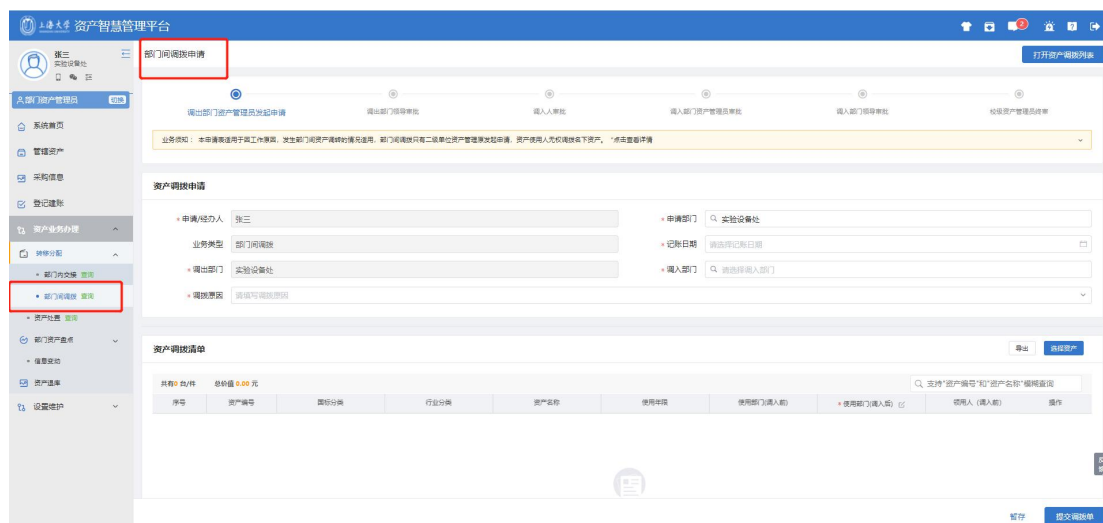 上海大学 资产智慧管理平台
2
张三
实验设备处
部门资产管理员 切换
系统首页
管辖资产
采购信息
登记建账
资产业务办理
转移分配
部门内交接 查询
部门间调拨 查询
资产处置 查询
部门资产盘点
信息变动
资产退库
设置维护
部门间调拨申请
打开资产调拨列表
调出部门资产管理员发起申请
调出部门领导审批
调入人审批
调入部门资产管理员审批
调入部门领导审批
校级资产管理员终审
业务须知： 本申请表适用于因工作原因，发生部门间资产调转的情况适用，部门间调拨只有二级单位资产管理员发起申请，资产使用人无权调拨名下资产。 *点击查看详情
资产调拨申请
* 申请/经办人 张三
* 申请部门 实验设备处
业务类型 部门间调拨
* 记账日期 请选择记账日期
* 调出部门 实验设备处
* 调入部门 请选择调入部门
* 调拨原因 请填写调拨原因
资产调拨清单
导出 选择资产
共有0 台/件 总价值 0.00 元
支持"资产编号"和"资产名称"模糊查询
序号 资产编号 国标分类 行业分类 资产名称 使用年限 使用部门(调入前) * 使用部门(调入后) 领用人（调入前） 操作
暂存 提交调拨单